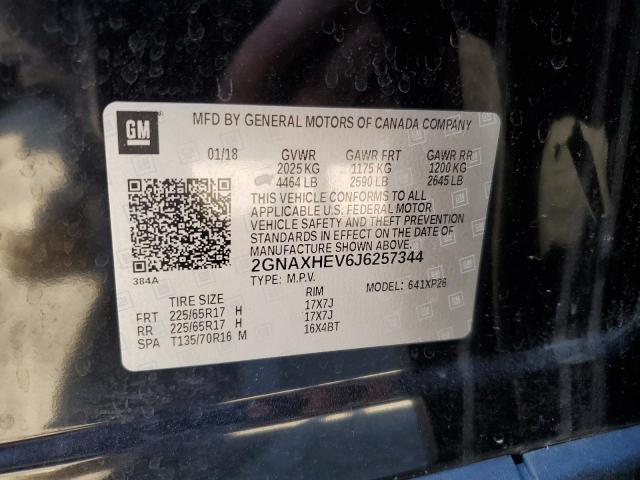 GM
MFD BY GENERAL MOTORS OF CANADA COMPANY
01/18 GVWR GAWR FRT GAWR RR
2025 KG 1175 KG 1200 KG
4464 LB 2590 LB 2645 LB
THIS VEHICLE CONFORMS TO ALL
APPLICABLE U.S. FEDERAL MOTOR
VEHICLE SAFETY AND THEFT PREVENTION
STANDARDS IN EFFECT ON THE DATE OF
MANUFACTURE SHOWN ABOVE.
2GNAXHEV6J6257344
384A TYPE: M.P.V. MODEL: 641XP26
TIRE SIZE RIM
FRT 225/65R17 H 17X7J
RR 225/65R17 H 17X7J
SPA T135/70R16 M 16X4BT